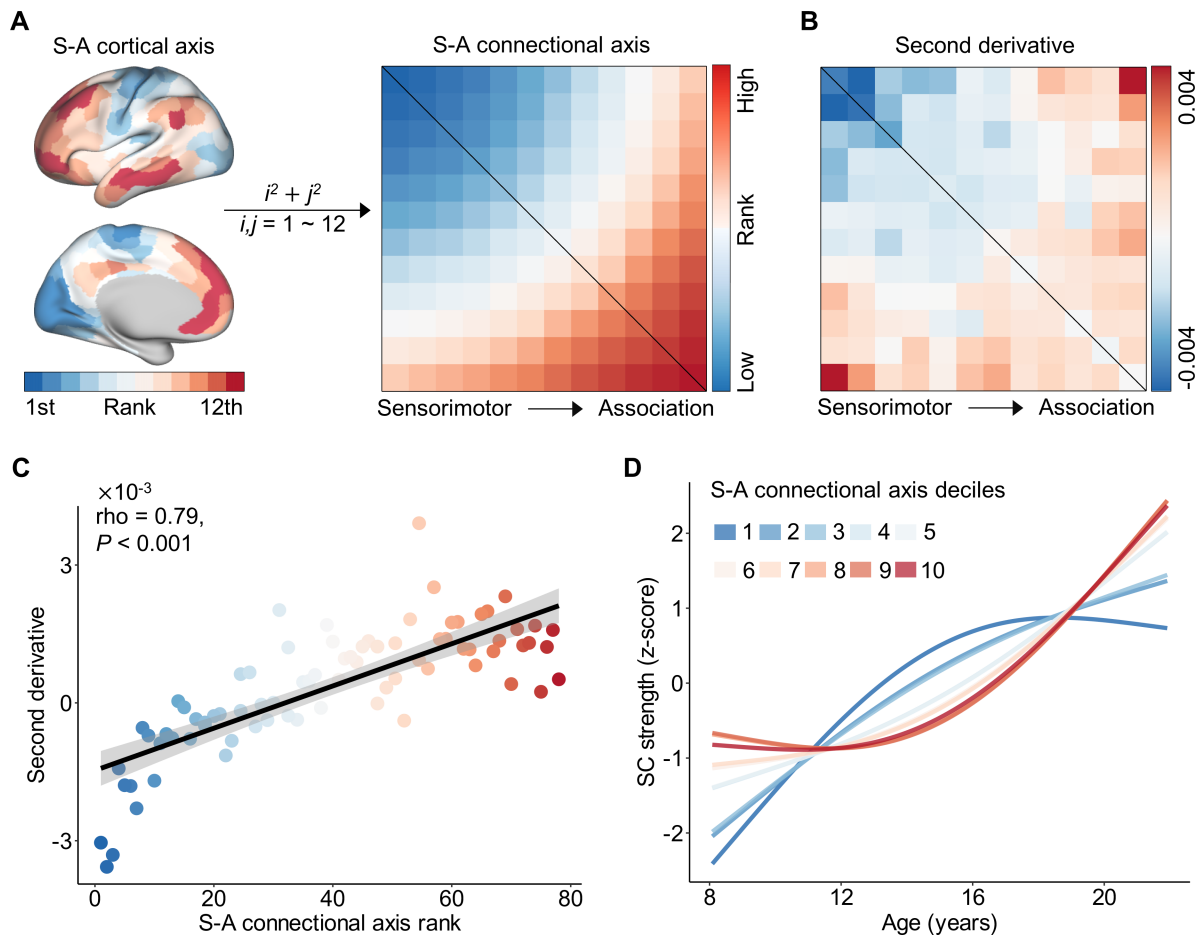 A
S-A cortical axis
1st Rank 12th
i² + j²
i,j = 1 ~ 12
S-A connectional axis
High
Rank
Low
Sensorimotor → Association
B
Second derivative
0.004
-0.004
Sensorimotor → Association
C
×10⁻³
rho = 0.79,
P < 0.001
Second derivative
3
0
-3
0 20 40 60 80
S-A connectional axis rank
D
S-A connectional axis deciles
1 2 3 4 5
6 7 8 9 10
SC strength (z-score)
2
1
0
-1
-2
8 12 16 20
Age (years)